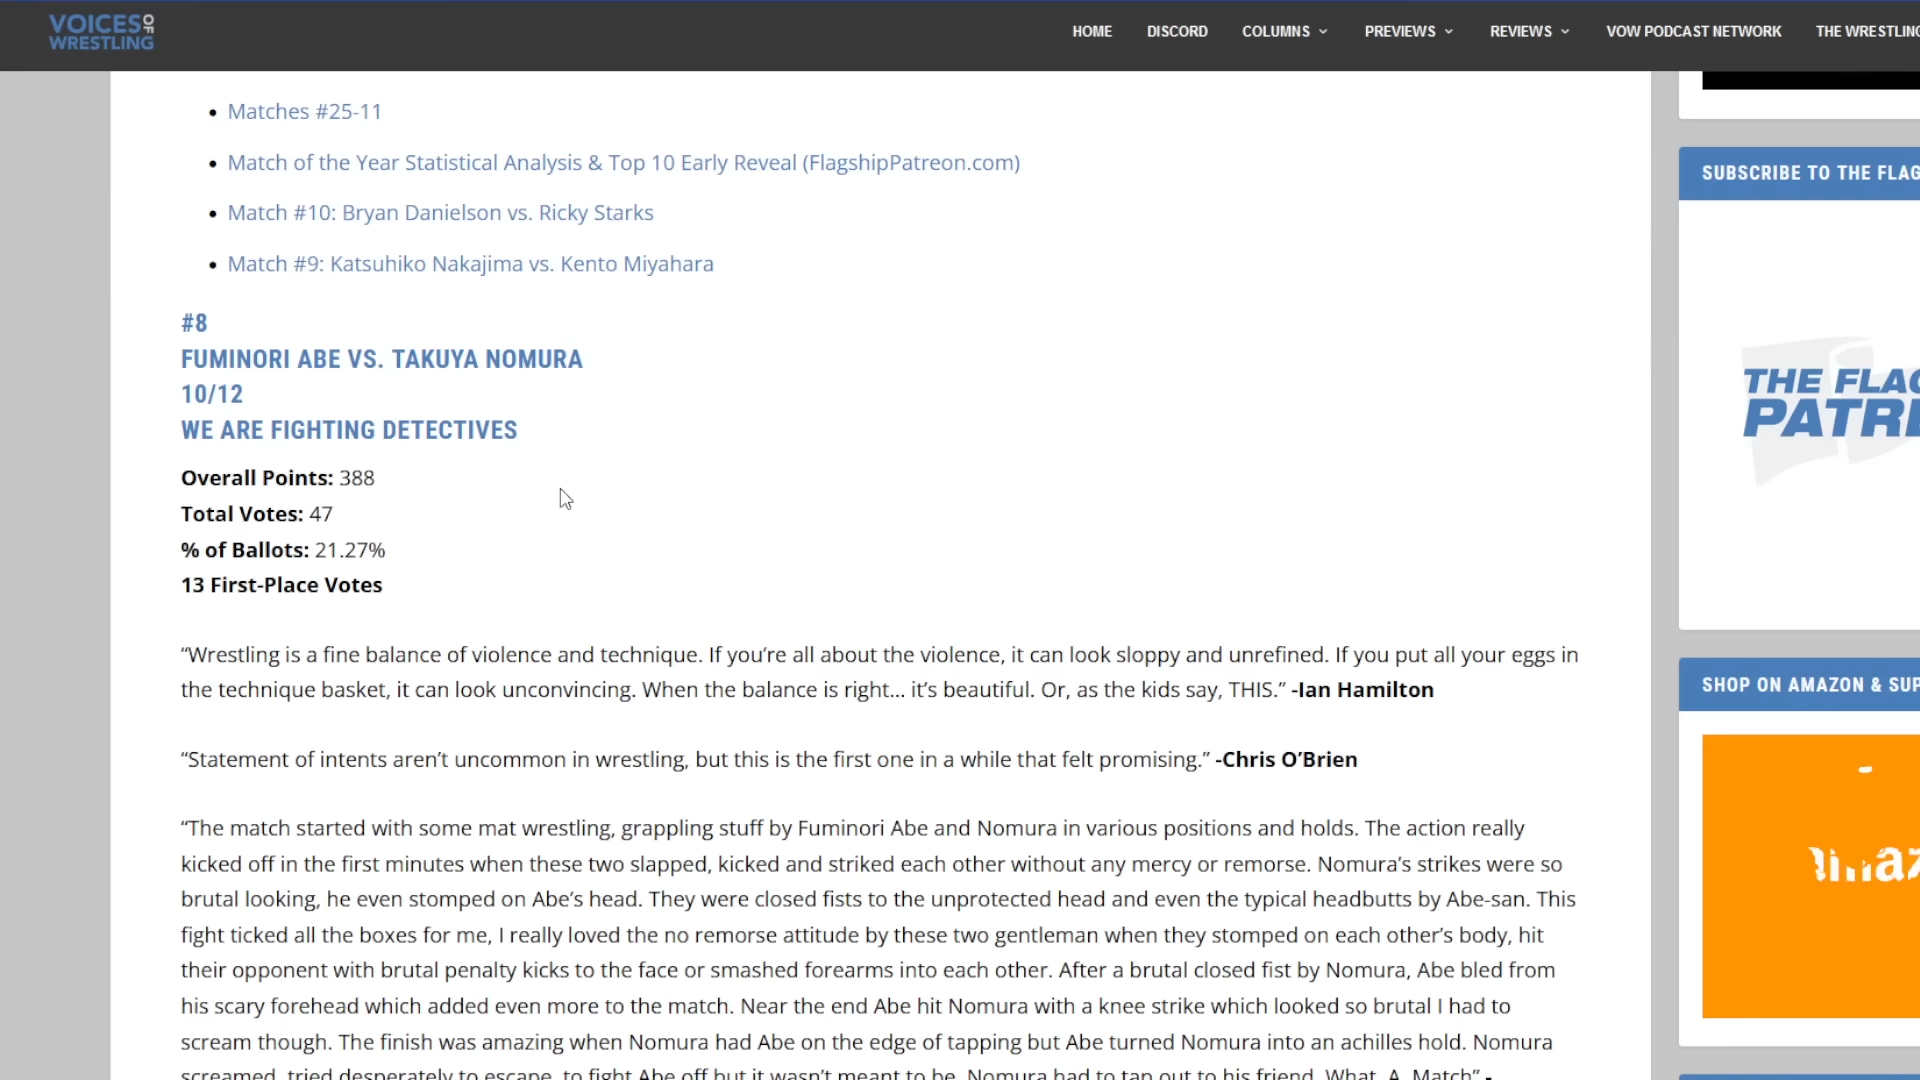 VOICES OF
WRESTLING
HOME DISCORD COLUMNS PREVIEWS REVIEWS VOW PODCAST NETWORK THE WRESTLING
Matches #25-11
Match of the Year Statistical Analysis & Top 10 Early Reveal (FlagshipPatreon.com)
Match #10: Bryan Danielson vs. Ricky Starks
Match #9: Katsuhiko Nakajima vs. Kento Miyahara
#8
FUMINORI ABE VS. TAKUYA NOMURA
10/12
WE ARE FIGHTING DETECTIVES
Overall Points: 388
Total Votes: 47
% of Ballots: 21.27%
13 First-Place Votes
“Wrestling is a fine balance of violence and technique. If you’re all about the violence, it can look sloppy and unrefined. If you put all your eggs in
the technique basket, it can look unconvincing. When the balance is right… it’s beautiful. Or, as the kids say, THIS.” -Ian Hamilton
“Statement of intents aren’t uncommon in wrestling, but this is the first one in a while that felt promising.” -Chris O’Brien
“The match started with some mat wrestling, grappling stuff by Fuminori Abe and Nomura in various positions and holds. The action really
kicked off in the first minutes when these two slapped, kicked and striked each other without any mercy or remorse. Nomura’s strikes were so
brutal looking, he even stomped on Abe’s head. They were closed fists to the unprotected head and even the typical headbutts by Abe-san. This
fight ticked all the boxes for me, I really loved the no remorse attitude by these two gentleman when they stomped on each other’s body, hit
their opponent with brutal penalty kicks to the face or smashed forearms into each other. After a brutal closed fist by Nomura, Abe bled from
his scary forehead which added even more to the match. Near the end Abe hit Nomura with a knee strike which looked so brutal I had to
scream though. The finish was amazing when Nomura had Abe on the edge of tapping but Abe turned Nomura into an achilles hold. Nomura
screamed, tried desperately to escape, to fight Abe off but it wasn’t meant to be. Nomura had to tap out to his friend. What. A. Match” -
SUBSCRIBE TO THE FLAG
THE FLAG
PATRE
SHOP ON AMAZON & SUP